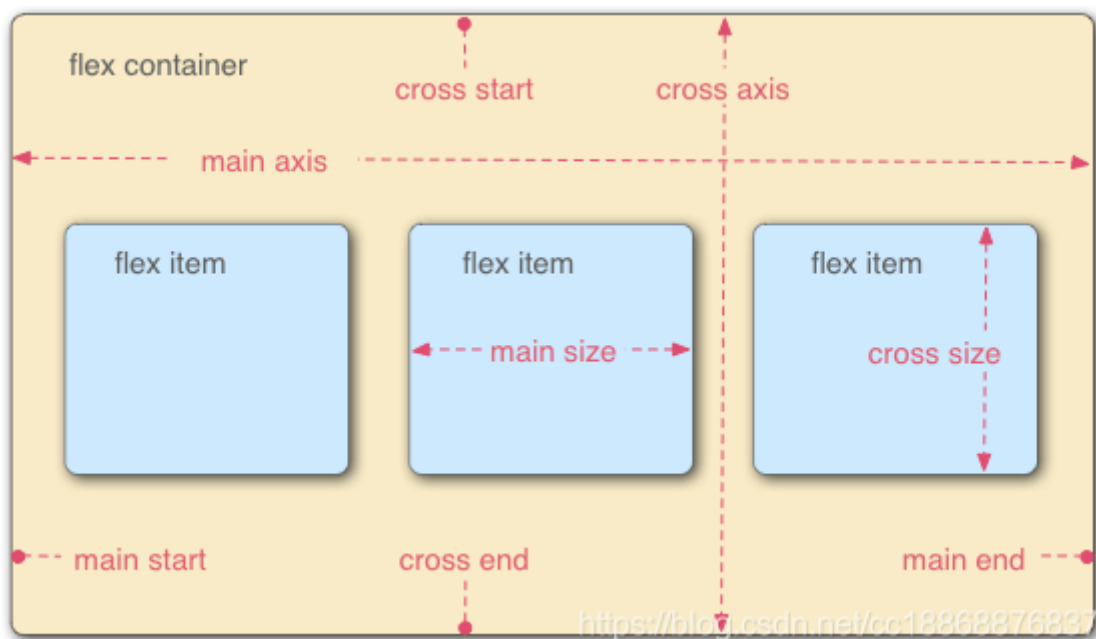 flex container
cross start
cross axis
main axis
flex item
flex item
flex item
main size
cross size
main start
cross end
main end
https://blog.csdn.net/cc18868876837